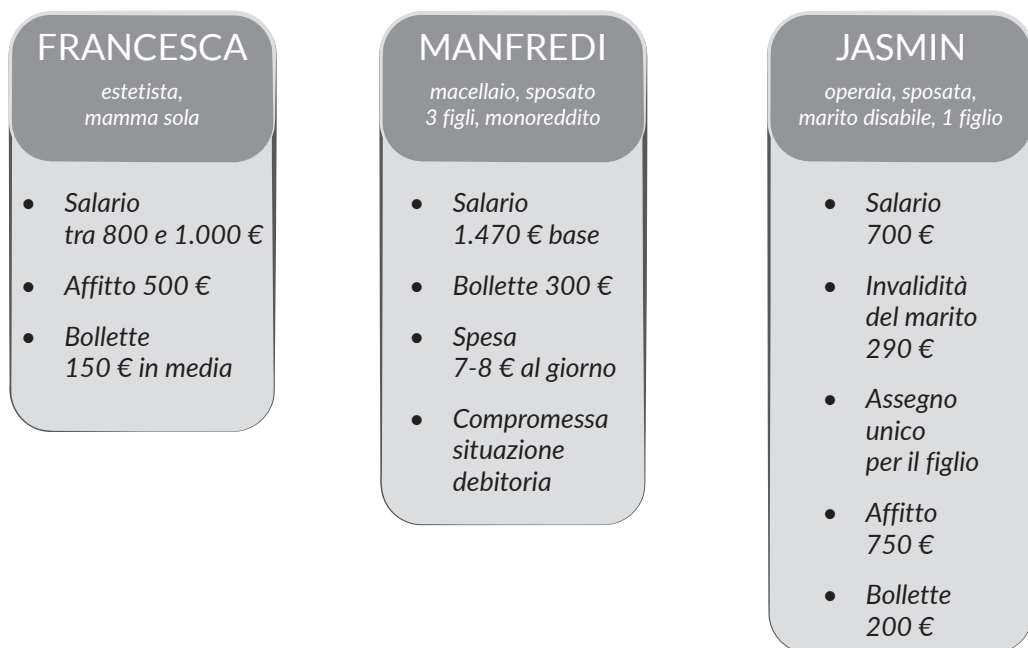 FRANCESCA
estetista,
mamma sola
• Salario
tra 800 e 1.000 €
• Affitto 500 €
• Bollette
150 € in media
MANFREDI
macellaio, sposato
3 figli, monoreddito
• Salario
1.470 € base
• Bollette 300 €
• Spesa
7-8 € al giorno
• Compromessa
situazione
debitoria
JASMIN
operaia, sposata,
marito disabile, 1 figlio
• Salario
700 €
• Invalidità
del marito
290 €
• Assegno
unico
per il figlio
• Affitto
750 €
• Bollette
200 €